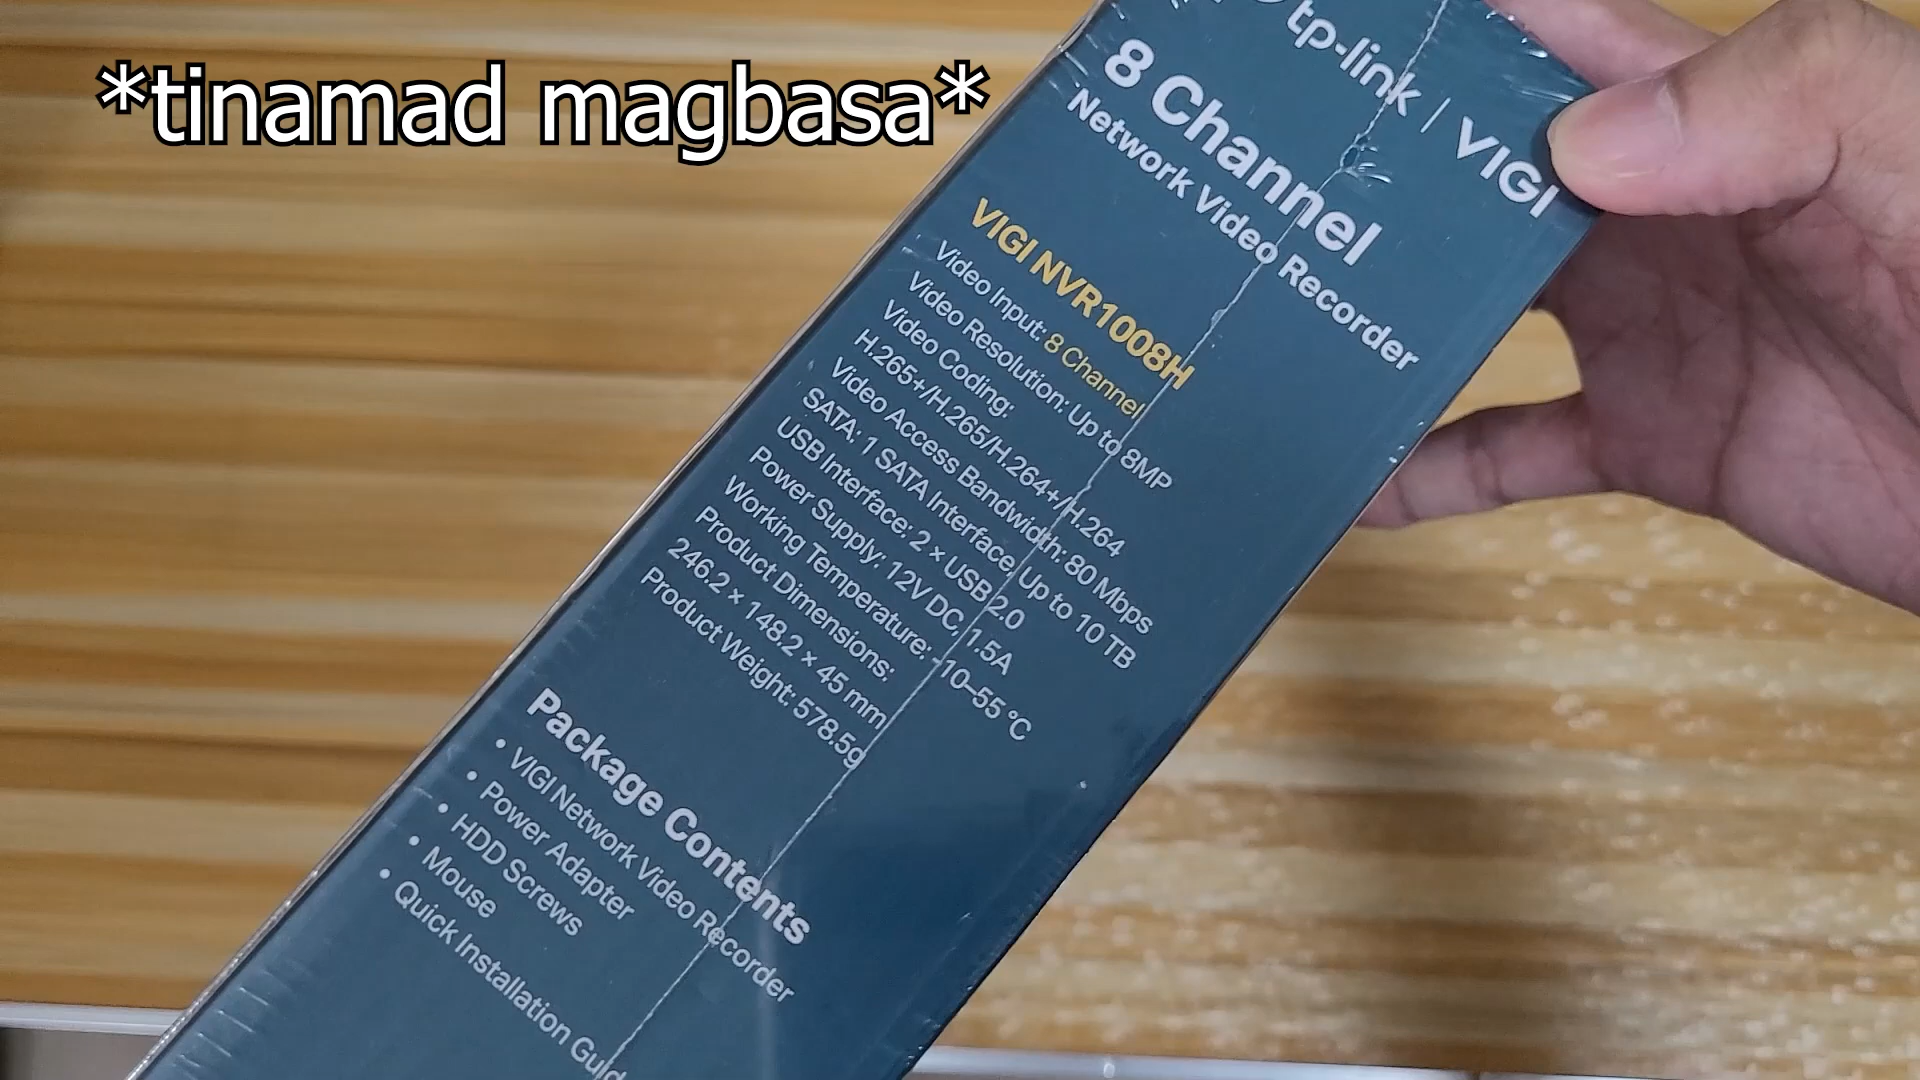 *tinamad magbasa*
tp-link | VIGI
8 Channel
Network Video Recorder
VIGI NVR1008H
Video Input: 8 Channel
Video Resolution: Up to 8MP
Video Coding:
H.265+/H.265/H.264+/H.264
Video Access Bandwidth: 80 Mbps
SATA: 1 SATA Interface, Up to 10 TB
USB Interface: 2 × USB 2.0
Power Supply: 12V DC, 1.5A
Working Temperature: -10–55 °C
Product Dimensions:
246.2 × 148.2 × 45 mm
Product Weight: 578.5g
Package Contents
• VIGI Network Video Recorder
• Power Adapter
• HDD Screws
• Mouse
• Quick Installation Guid